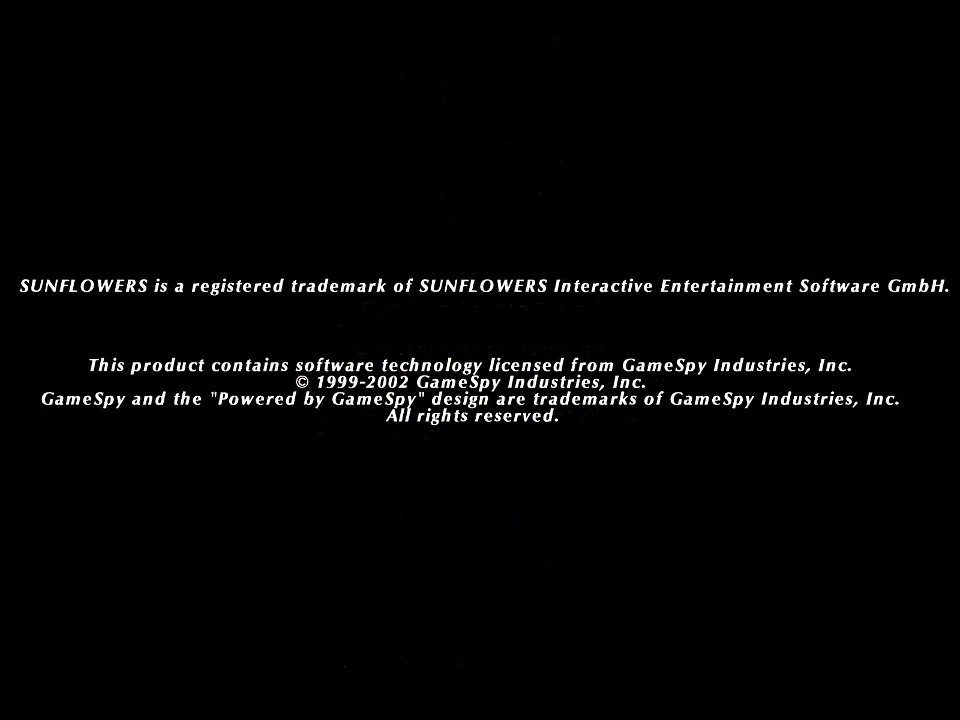 SUNFLOWERS is a registered trademark of SUNFLOWERS Interactive Entertainment Software GmbH.
This product contains software technology licensed from GameSpy Industries, Inc.
© 1999-2002 GameSpy Industries, Inc.
GameSpy and the "Powered by GameSpy" design are trademarks of GameSpy Industries, Inc.
All rights reserved.